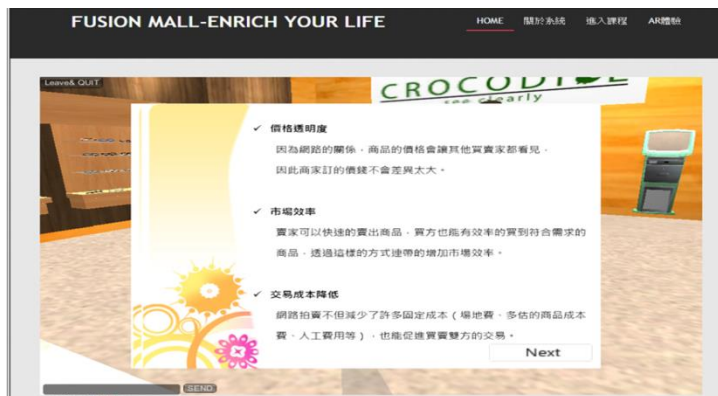 FUSION MALL-ENRICH YOUR LIFE
HOME 關於系統 進入課程 AR體驗
Leave& QUIT
CROCODILE
see clearly
✓ 價格透明度
因為網路的關係，商品的價格會讓其他買賣家都看見，
因此商家訂的價錢不會差異太大。
✓ 市場效率
賣家可以快速的賣出商品，買方也能有效率的買到符合需求的
商品，透過這樣的方式連帶的增加市場效率。
✓ 交易成本降低
網路拍賣不但減少了許多固定成本（場地費、多估的商品成本
費、人工費用等），也能促進買賣雙方的交易。
Next
SEND